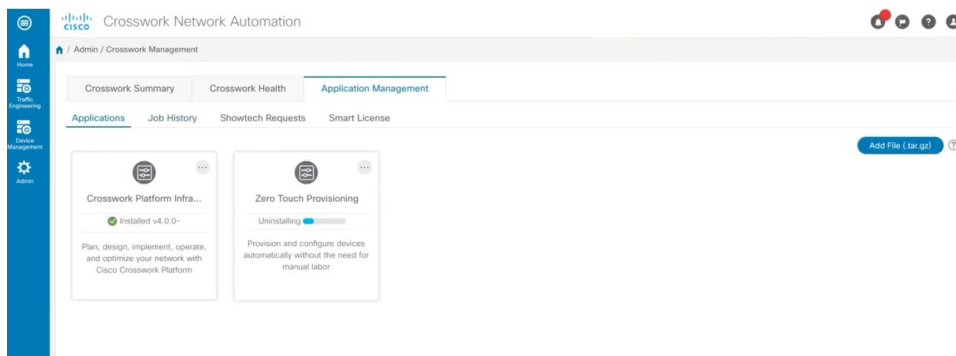 CISCO Crosswork Network Automation
/ Admin / Crosswork Management
Home
Traffic
Engineering
Device
Management
Admin
Crosswork Summary Crosswork Health Application Management
Applications Job History Showtech Requests Smart License
Add File (.tar.gz) ?
Crosswork Platform Infra...
Installed v4.0.0-
Plan, design, implement, operate,
and optimize your network with
Cisco Crosswork Platform
Zero Touch Provisioning
Uninstalling
Provision and configure devices
automatically without the need for
manual labor